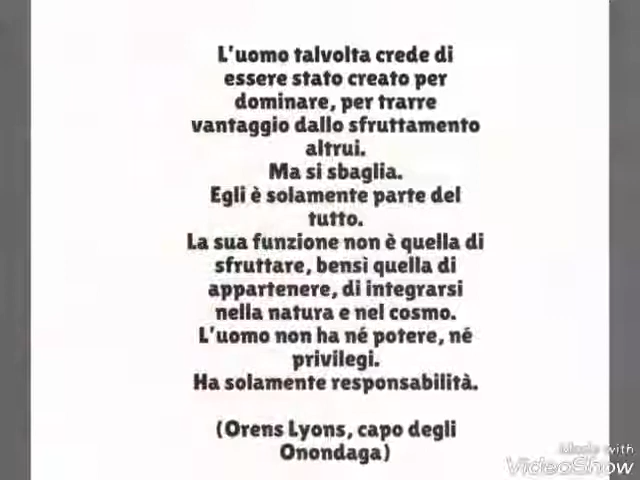 L'uomo talvolta crede di
essere stato creato per
dominare, per trarre
vantaggio dallo sfruttamento
altrui.
Ma si sbaglia.
Egli è solamente parte del
tutto.
La sua funzione non è quella di
sfruttare, bensì quella di
appartenere, di integrarsi
nella natura e nel cosmo.
L'uomo non ha né potere, né
privilegi.
Ha solamente responsabilità.
(Orens Lyons, capo degli
Onondaga)
Made with
VideoShow